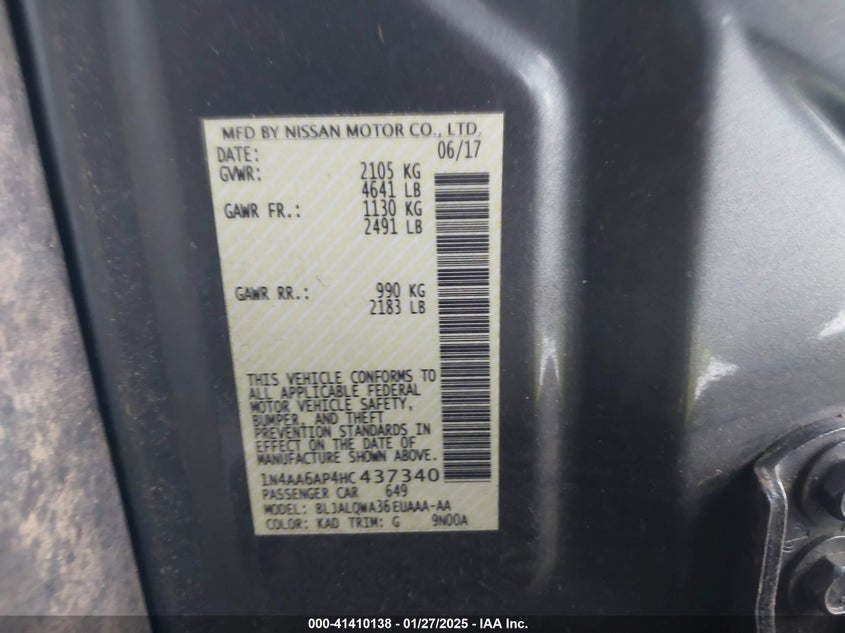 MFD BY NISSAN MOTOR CO., LTD.
DATE: 06/17
GVWR: 2105 KG
4641 LB
GAWR FR.: 1130 KG
2491 LB
GAWR RR.: 990 KG
2183 LB
THIS VEHICLE CONFORMS TO
ALL APPLICABLE FEDERAL
MOTOR VEHICLE SAFETY,
BUMPER, AND THEFT
PREVENTION STANDARDS IN
EFFECT ON THE DATE OF
MANUFACTURE SHOWN ABOVE.
1N4AA6AP4HC437340
PASSENGER CAR 649
MODEL: BLJALQWA36EUAAA-AA
COLOR: KAD TRIM: G 9N00A
000-41410138 - 01/27/2025 - IAA Inc.